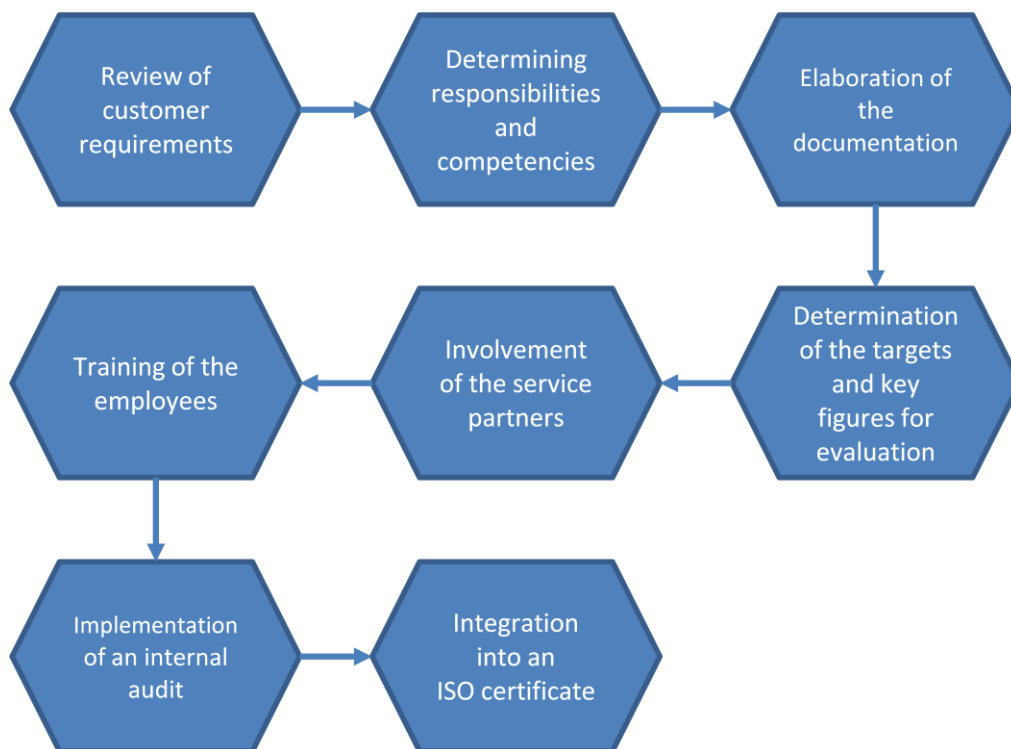 Review of
customer
requirements
Determining
responsibilities
and
competencies
Elaboration of
the
documentation
Determination
of the targets
and key
figures for
evaluation
Involvement
of the service
partners
Training of the
employees
Implementation
of an internal
audit
Integration
into an
ISO certificate